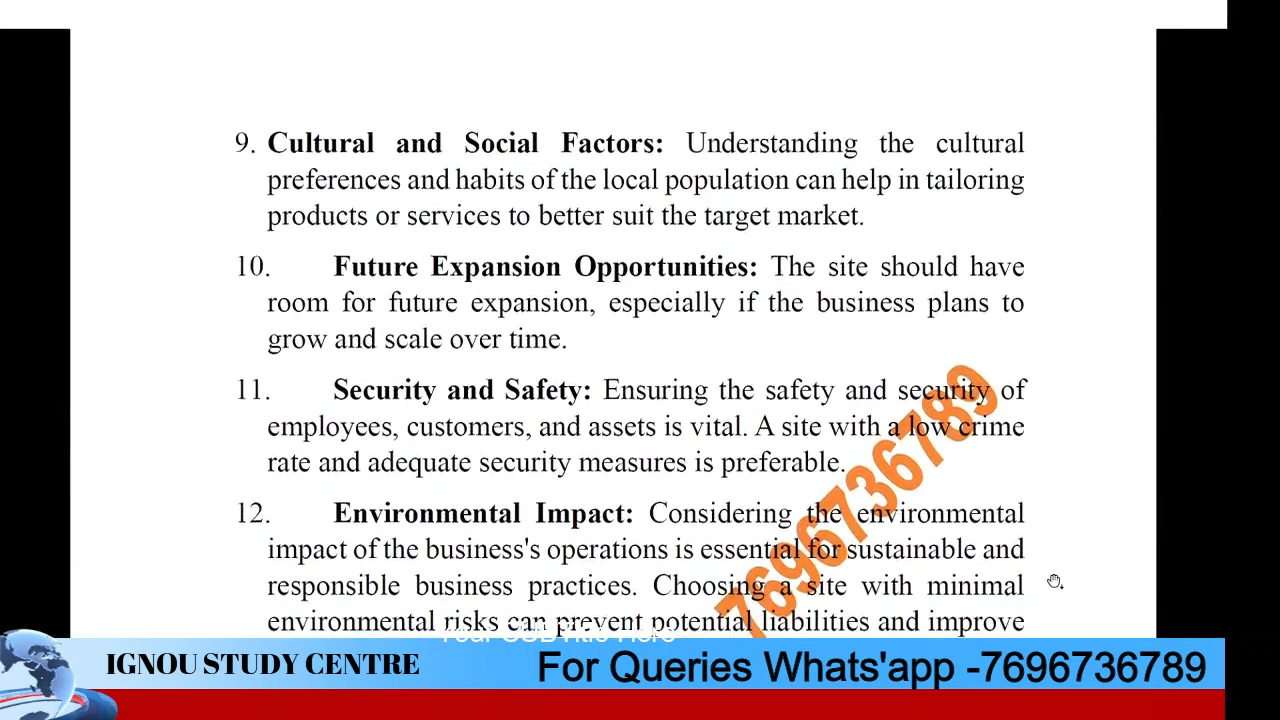 9. Cultural and Social Factors: Understanding the cultural
preferences and habits of the local population can help in tailoring
products or services to better suit the target market.
10. Future Expansion Opportunities: The site should have
room for future expansion, especially if the business plans to
grow and scale over time.
11. Security and Safety: Ensuring the safety and security of
employees, customers, and assets is vital. A site with a low crime
rate and adequate security measures is preferable.
12. Environmental Impact: Considering the environmental
impact of the business's operations is essential for sustainable and
responsible business practices. Choosing a site with minimal
environmental risks can prevent potential liabilities and improve
7696736789
Your SUBTitle Here
IGNOU STUDY CENTRE
For Queries Whats'app -7696736789